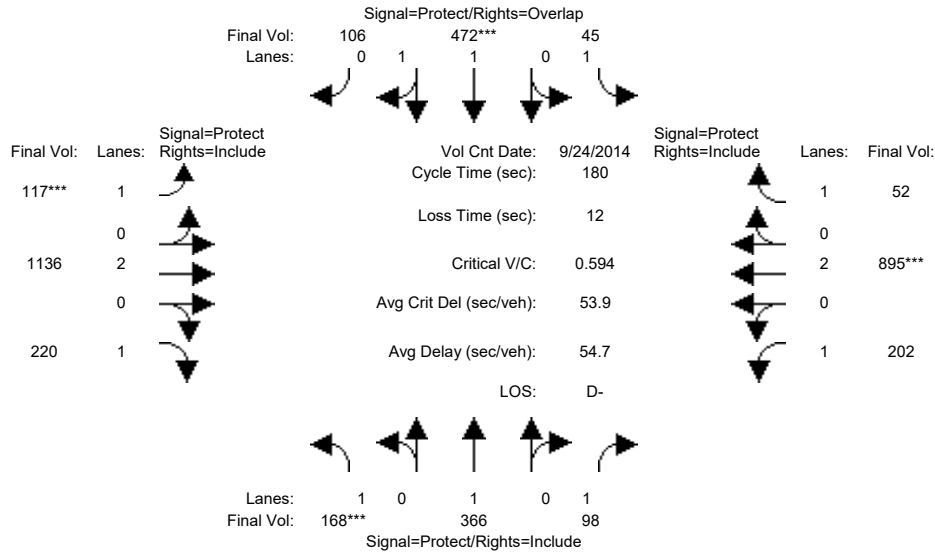 Signal=Protect/Rights=Overlap
Final Vol: 106 472*** 45
Lanes: 0 1 1 0 1
Signal=Protect Signal=Protect
Final Vol: Lanes: Rights=Include Vol Cnt Date: 9/24/2014 Rights=Include Lanes: Final Vol:
Cycle Time (sec): 180
117*** 1 1 52
Loss Time (sec): 12
0 0
1136 2 Critical V/C: 0.594 2 895***
0 Avg Crit Del (sec/veh): 53.9 0
220 1 Avg Delay (sec/veh): 54.7 1 202
LOS: D-
Lanes: 1 0 1 0 1
Final Vol: 168*** 366 98
Signal=Protect/Rights=Include